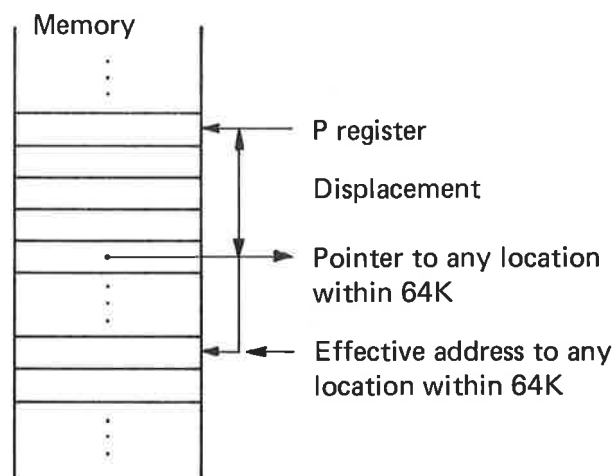 Memory
P register
Displacement
Pointer to any location
within 64K
Effective address to any
location within 64K